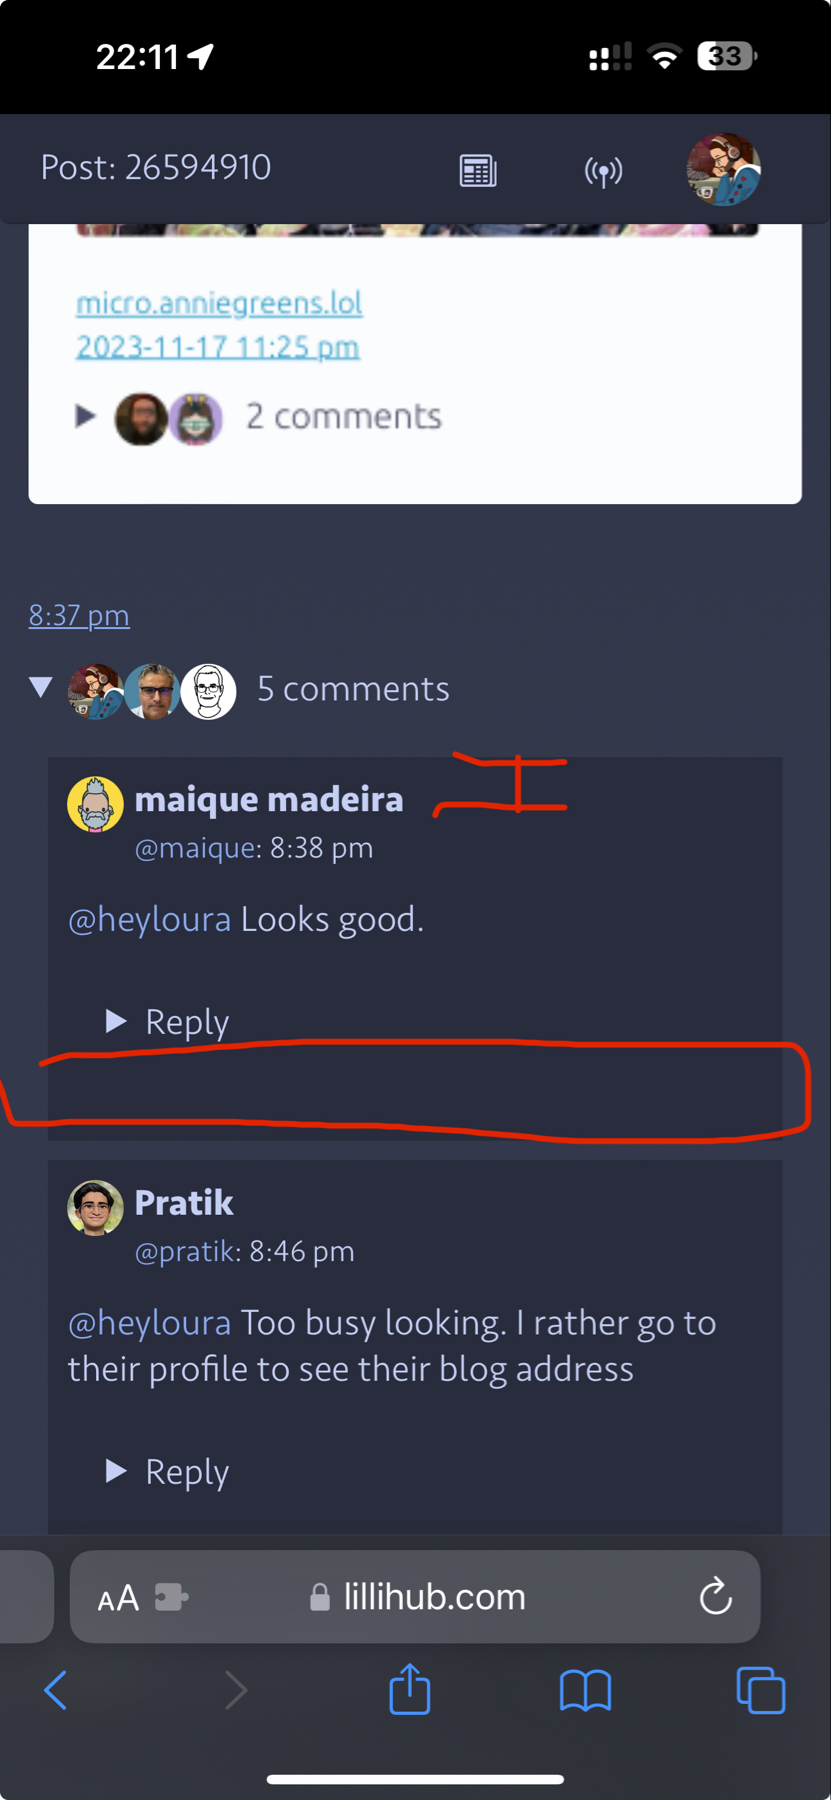 22:11
33
Post: 26594910
micro.anniegreens.lol
2023-11-17 11:25 pm
2 comments
8:37 pm
5 comments
maique madeira
@maique: 8:38 pm
@heyloura Looks good.
Reply
Pratik
@pratik: 8:46 pm
@heyloura Too busy looking. I rather go to
their profile to see their blog address
Reply
AA
lillihub.com